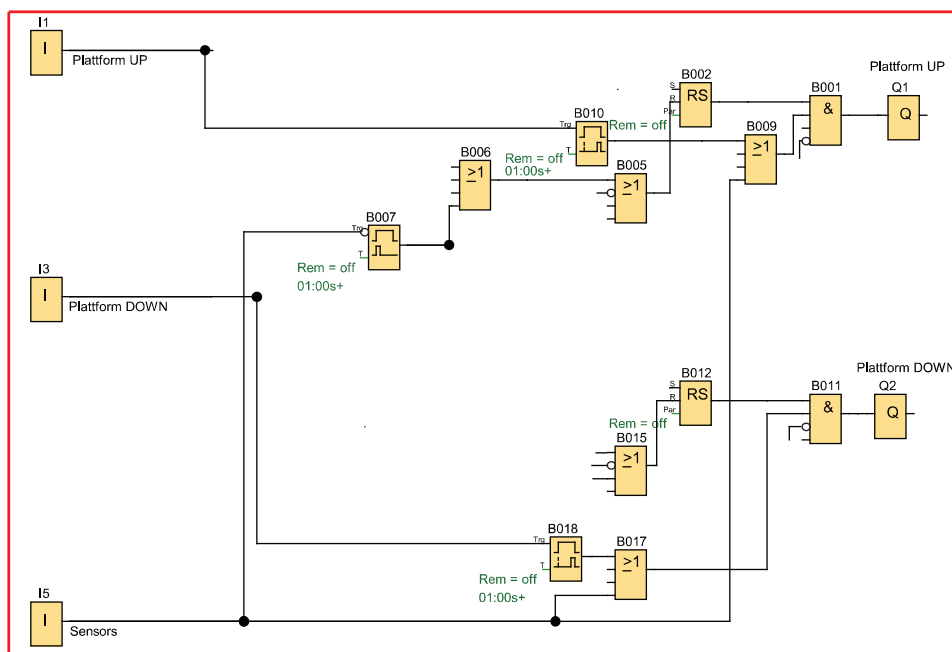 I1
I
Plattform UP
B010
Trg
T
Rem = off
01:00s+
B006
>1
B007
Trg
T
Rem = off
01:00s+
B005
>1
B002
S
R
Par
RS
Rem = off
B009
>1
B001
&
Plattform UP
Q1
Q
I3
I
Plattform DOWN
B012
S
R
Par
RS
Rem = off
B015
>1
B011
&
Plattform DOWN
Q2
Q
B018
Trg
T
Rem = off
01:00s+
B017
>1
I5
I
Sensors